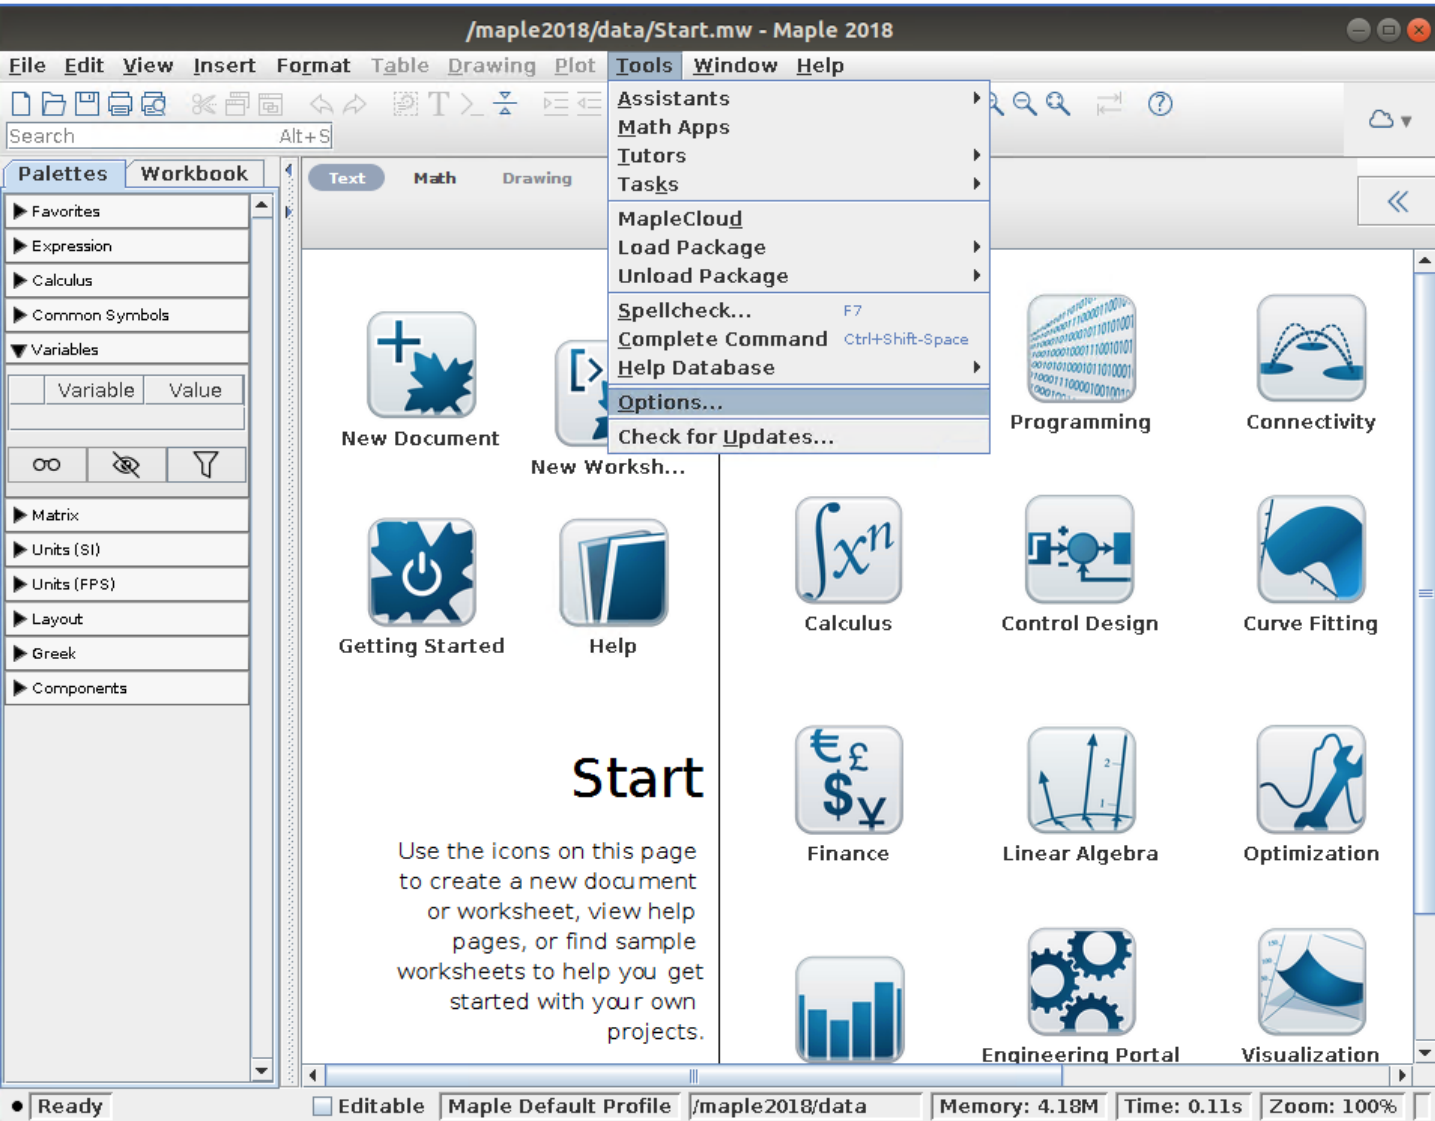 /maple2018/data/Start.mw - Maple 2018
File Edit View Insert Format Table Drawing Plot Tools Window Help
Search Alt+S
Palettes Workbook
Favorites
Expression
Calculus
Common Symbols
Variables
Variable Value
Matrix
Units (SI)
Units (FPS)
Layout
Greek
Components
Text Math Drawing
Assistants
Math Apps
Tutors
Tasks
MapleCloud
Load Package
Unload Package
Spellcheck... F7
Complete Command Ctrl+Shift-Space
Help Database
Options...
Check for Updates...
New Document
New Worksh...
Getting Started
Help
Start
Use the icons on this page
to create a new document
or worksheet, view help
pages, or find sample
worksheets to help you get
started with your own
projects.
Programming
Connectivity
Calculus
Control Design
Curve Fitting
Finance
Linear Algebra
Optimization
Engineering Portal
Visualization
Ready
Editable Maple Default Profile /maple2018/data Memory: 4.18M Time: 0.11s Zoom: 100%